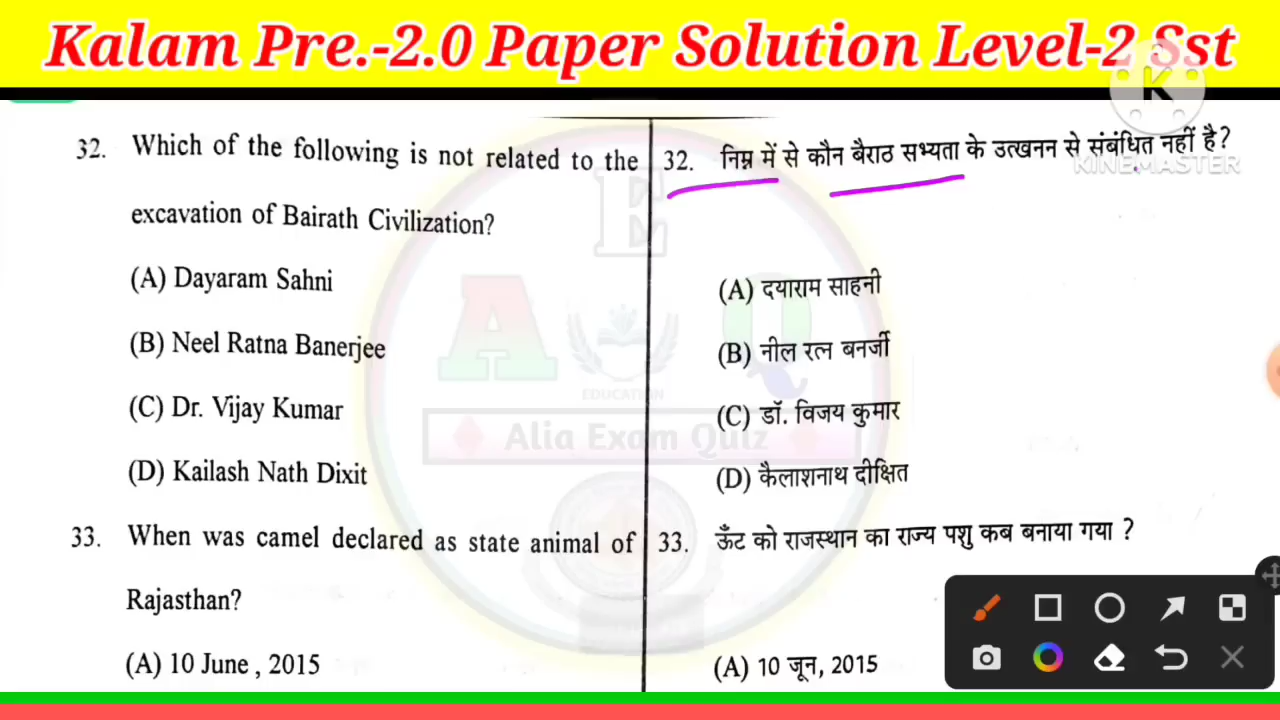 Kalam Pre.-2.0 Paper Solution Level-2 Sst
K
KINEMASTER
32. Which of the following is not related to the
excavation of Bairath Civilization?
(A) Dayaram Sahni
(B) Neel Ratna Banerjee
(C) Dr. Vijay Kumar
(D) Kailash Nath Dixit
33. When was camel declared as state animal of
Rajasthan?
(A) 10 June , 2015
32. निम्न में से कौन बैराठ सभ्यता के उत्खनन से संबंधित नहीं है?
(A) दयाराम साहनी
(B) नील रत्न बनर्जी
(C) डॉ. विजय कुमार
(D) कैलाशनाथ दीक्षित
33. ऊँट को राजस्थान का राज्य पशु कब बनाया गया ?
(A) 10 जून, 2015
E
A Q
EDUCATION
Alia Exam Quiz